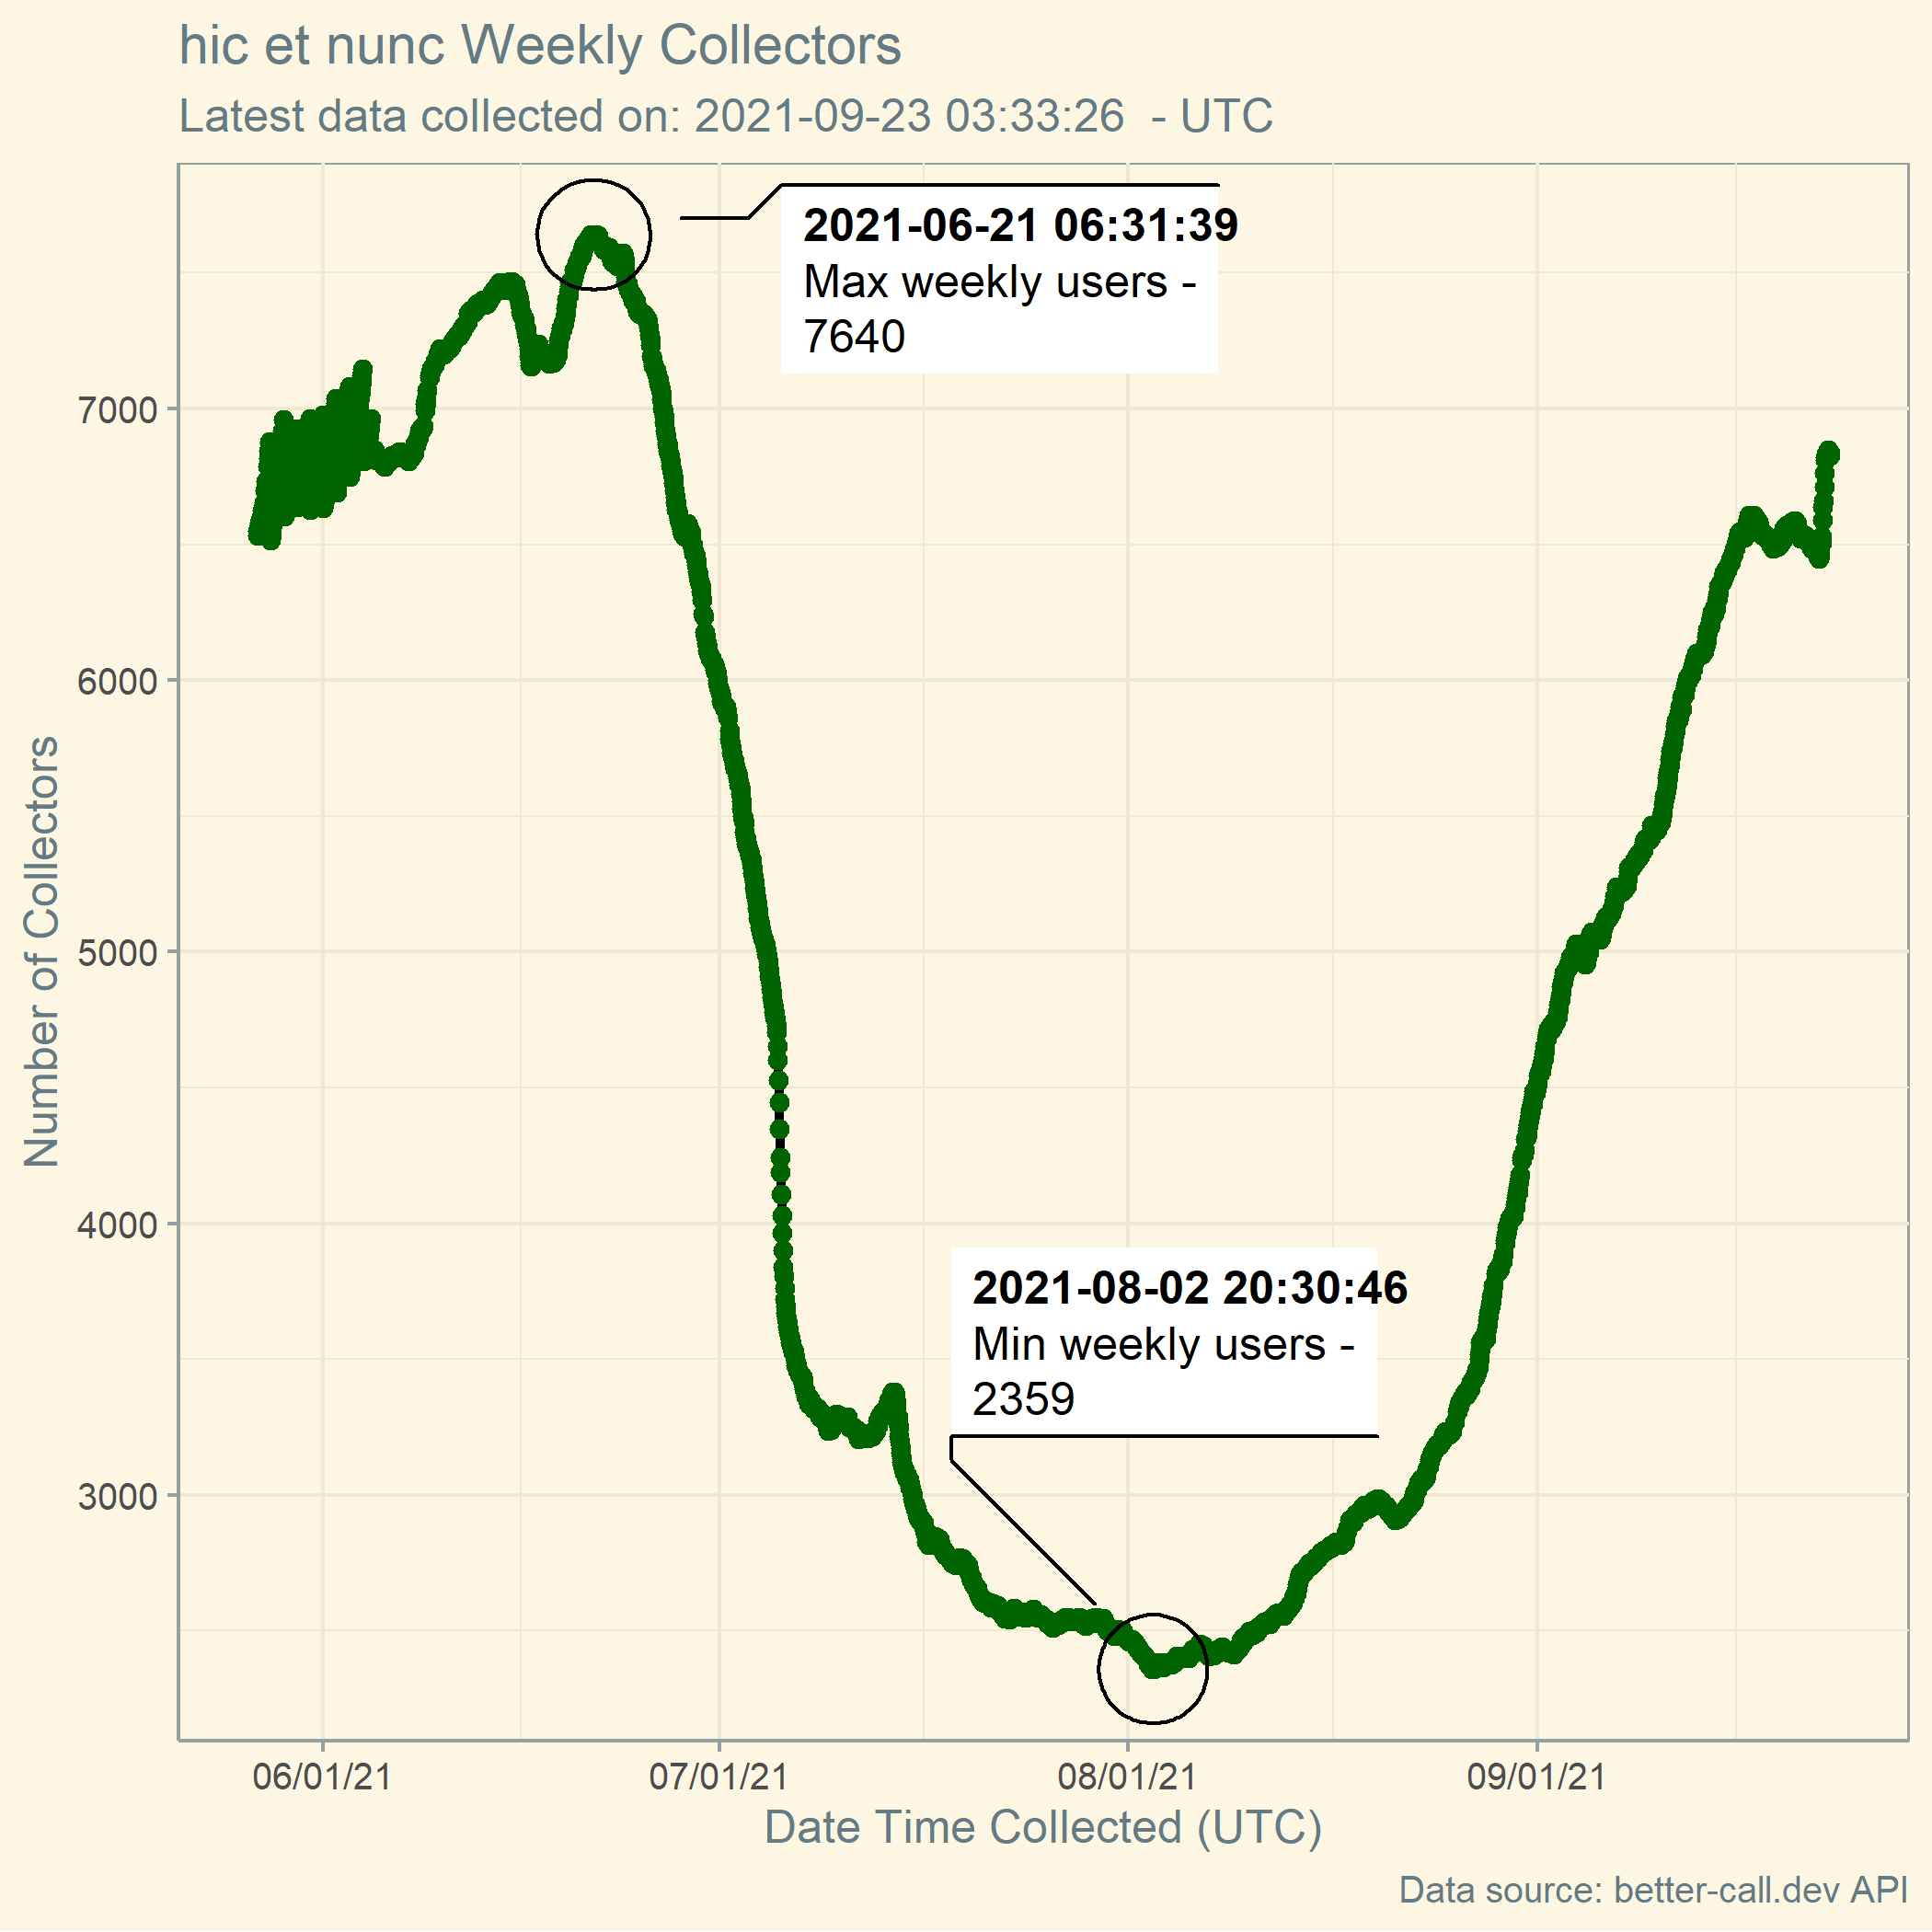 hic et nunc Weekly Collectors
Latest data collected on: 2021-09-23 03:33:26  - UTC
2021-06-21 06:31:39
Max weekly users -
7640
7000
6000
5000
4000
3000
Number of Collectors
2021-08-02 20:30:46
Min weekly users -
2359
06/01/21
07/01/21
08/01/21
09/01/21
Date Time Collected (UTC)
Data source: better-call.dev API